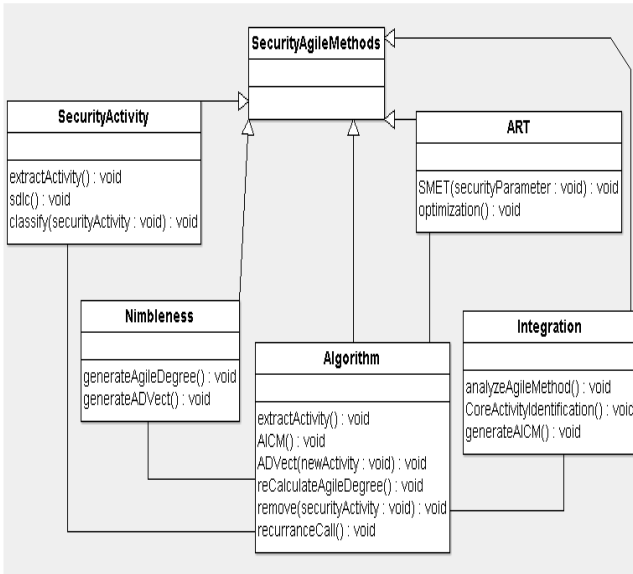 SecurityAgileMethods
SecurityActivity
extractActivity() : void
sdlc() : void
classify(securityActivity : void) : void
ART
SMET(securityParameter : void) : void
optimization() : void
Nimbleness
generateAgileDegree() : void
generateADVect() : void
Algorithm
extractActivity() : void
AICM() : void
ADVect(newActivity : void) : void
reCalculateAgileDegree() : void
remove(securityActivity : void) : void
recurranceCall() : void
Integration
analyzeAgileMethod() : void
CoreActivityIdentification() : void
generateAICM() : void